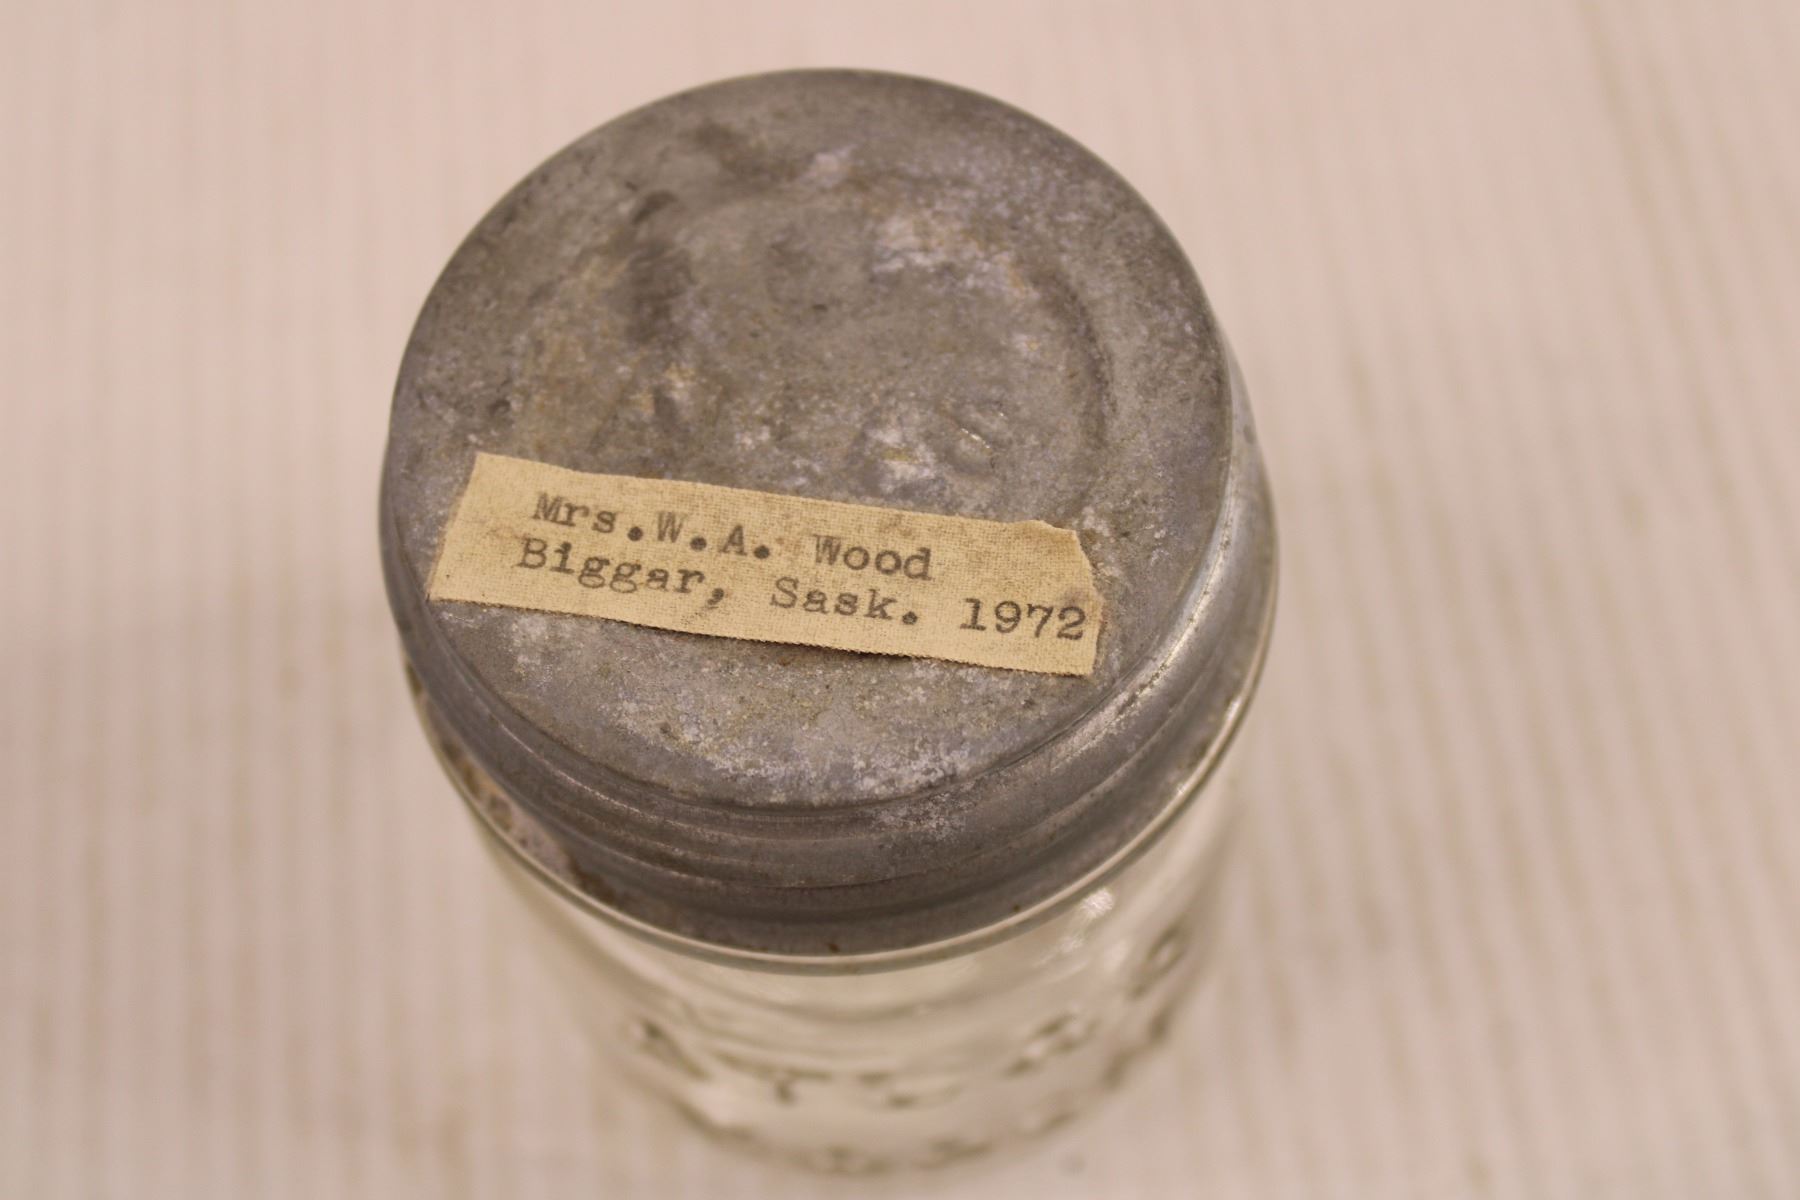 Mrs.W.A. Wood
Biggar, Sask. 1972